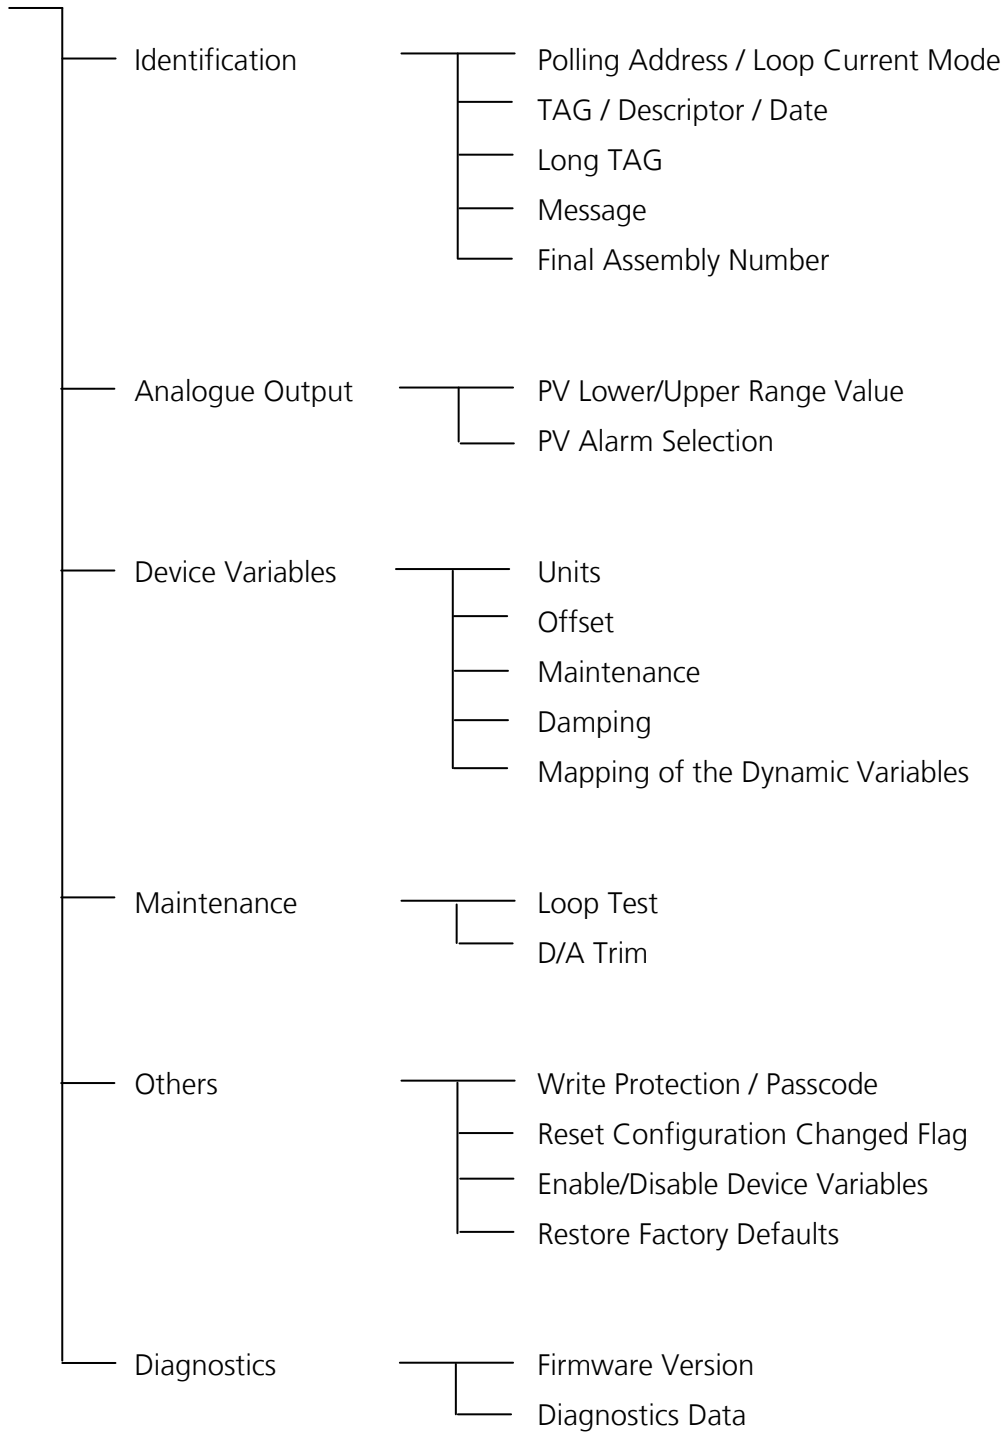 Identification
Polling Address / Loop Current Mode
TAG / Descriptor / Date
Long TAG
Message
Final Assembly Number
Analogue Output
PV Lower/Upper Range Value
PV Alarm Selection
Device Variables
Units
Offset
Maintenance
Damping
Mapping of the Dynamic Variables
Maintenance
Loop Test
D/A Trim
Others
Write Protection / Passcode
Reset Configuration Changed Flag
Enable/Disable Device Variables
Restore Factory Defaults
Diagnostics
Firmware Version
Diagnostics Data